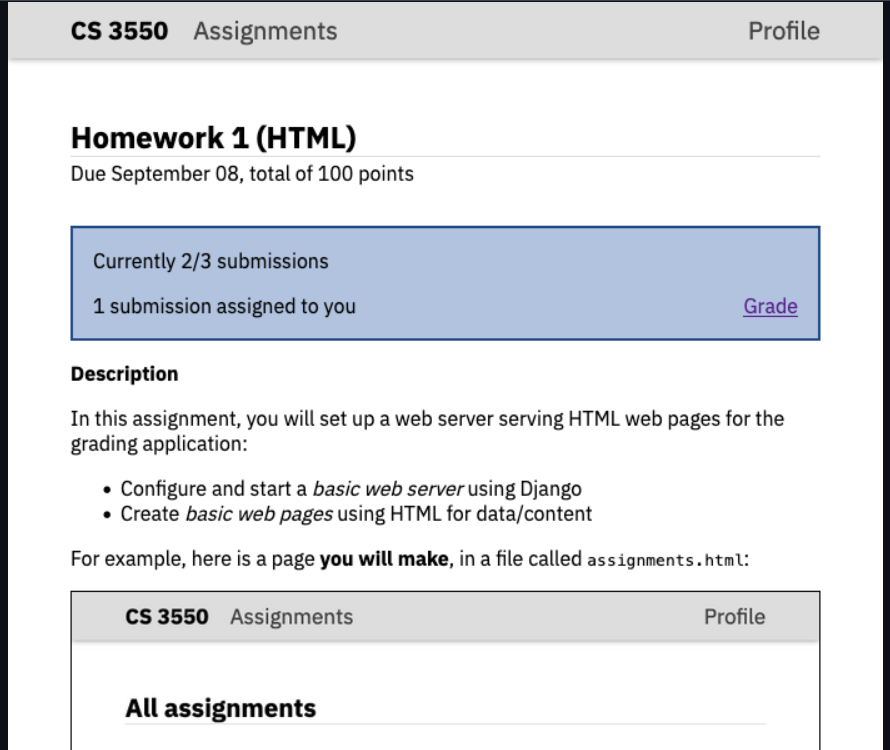 CS 3550 Assignments Profile
Homework 1 (HTML)
Due September 08, total of 100 points
Currently 2/3 submissions
1 submission assigned to you Grade
Description
In this assignment, you will set up a web server serving HTML web pages for the
grading application:
• Configure and start a basic web server using Django
• Create basic web pages using HTML for data/content
For example, here is a page you will make, in a file called assignments.html:
CS 3550 Assignments Profile
All assignments